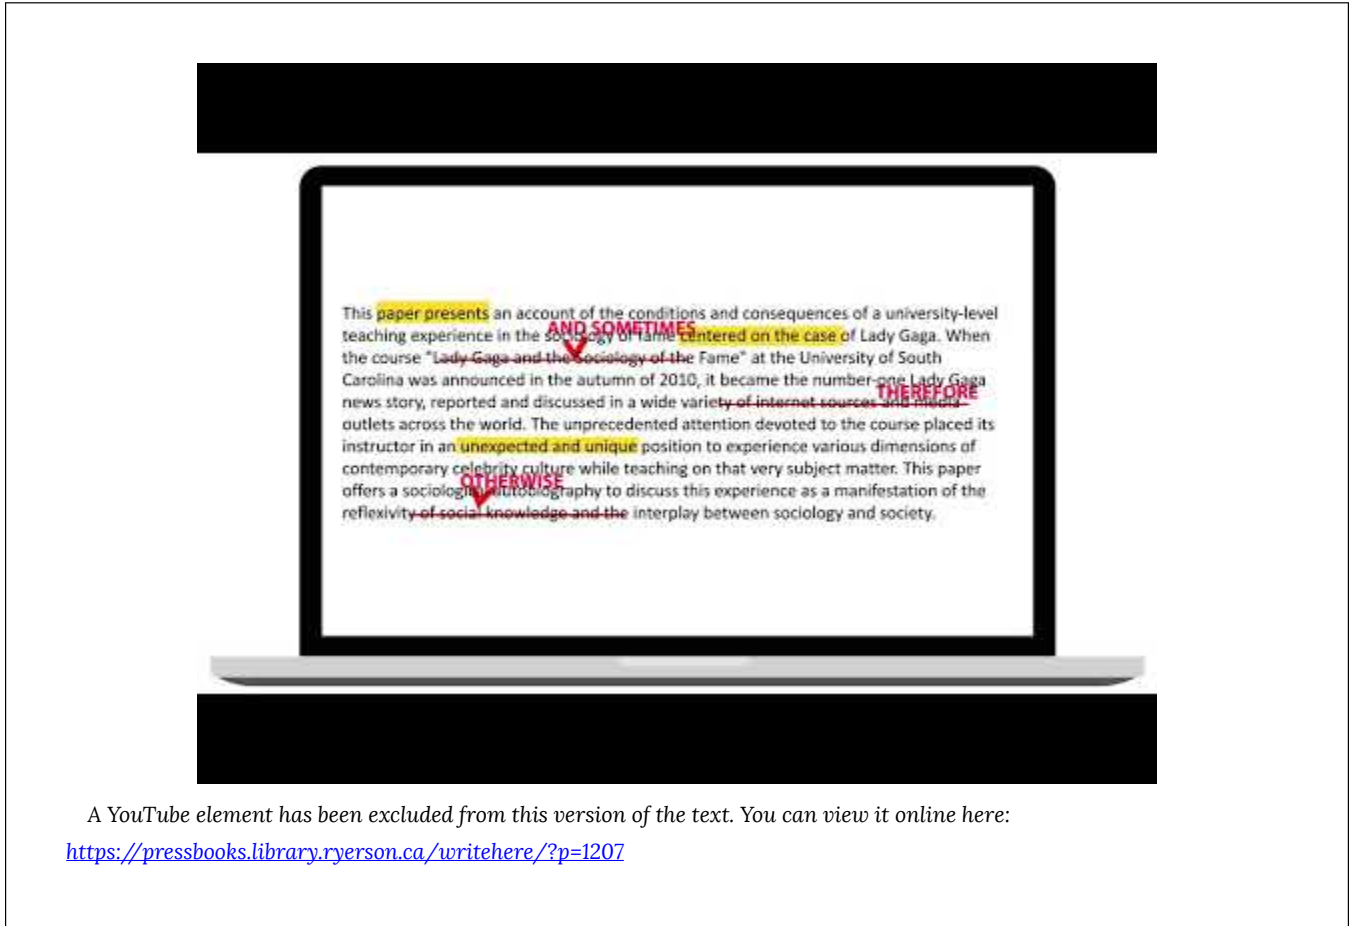 This paper presents an account of the conditions and consequences of a university-level
AND SOMETIMES
teaching experience in the sociology of fame centered on the case of Lady Gaga. When
the course "Lady Gaga and the Sociology of the Fame" at the University of South
Carolina was announced in the autumn of 2010, it became the number-one Lady Gaga
THEREFORE
news story, reported and discussed in a wide variety of internet sources and media
outlets across the world. The unprecedented attention devoted to the course placed its
instructor in an unexpected and unique position to experience various dimensions of
contemporary celebrity culture while teaching on that very subject matter. This paper
OTHERWISE
offers a sociological autobiography to discuss this experience as a manifestation of the
reflexivity of social knowledge and the interplay between sociology and society.
A YouTube element has been excluded from this version of the text. You can view it online here:
https://pressbooks.library.ryerson.ca/writehere/?p=1207